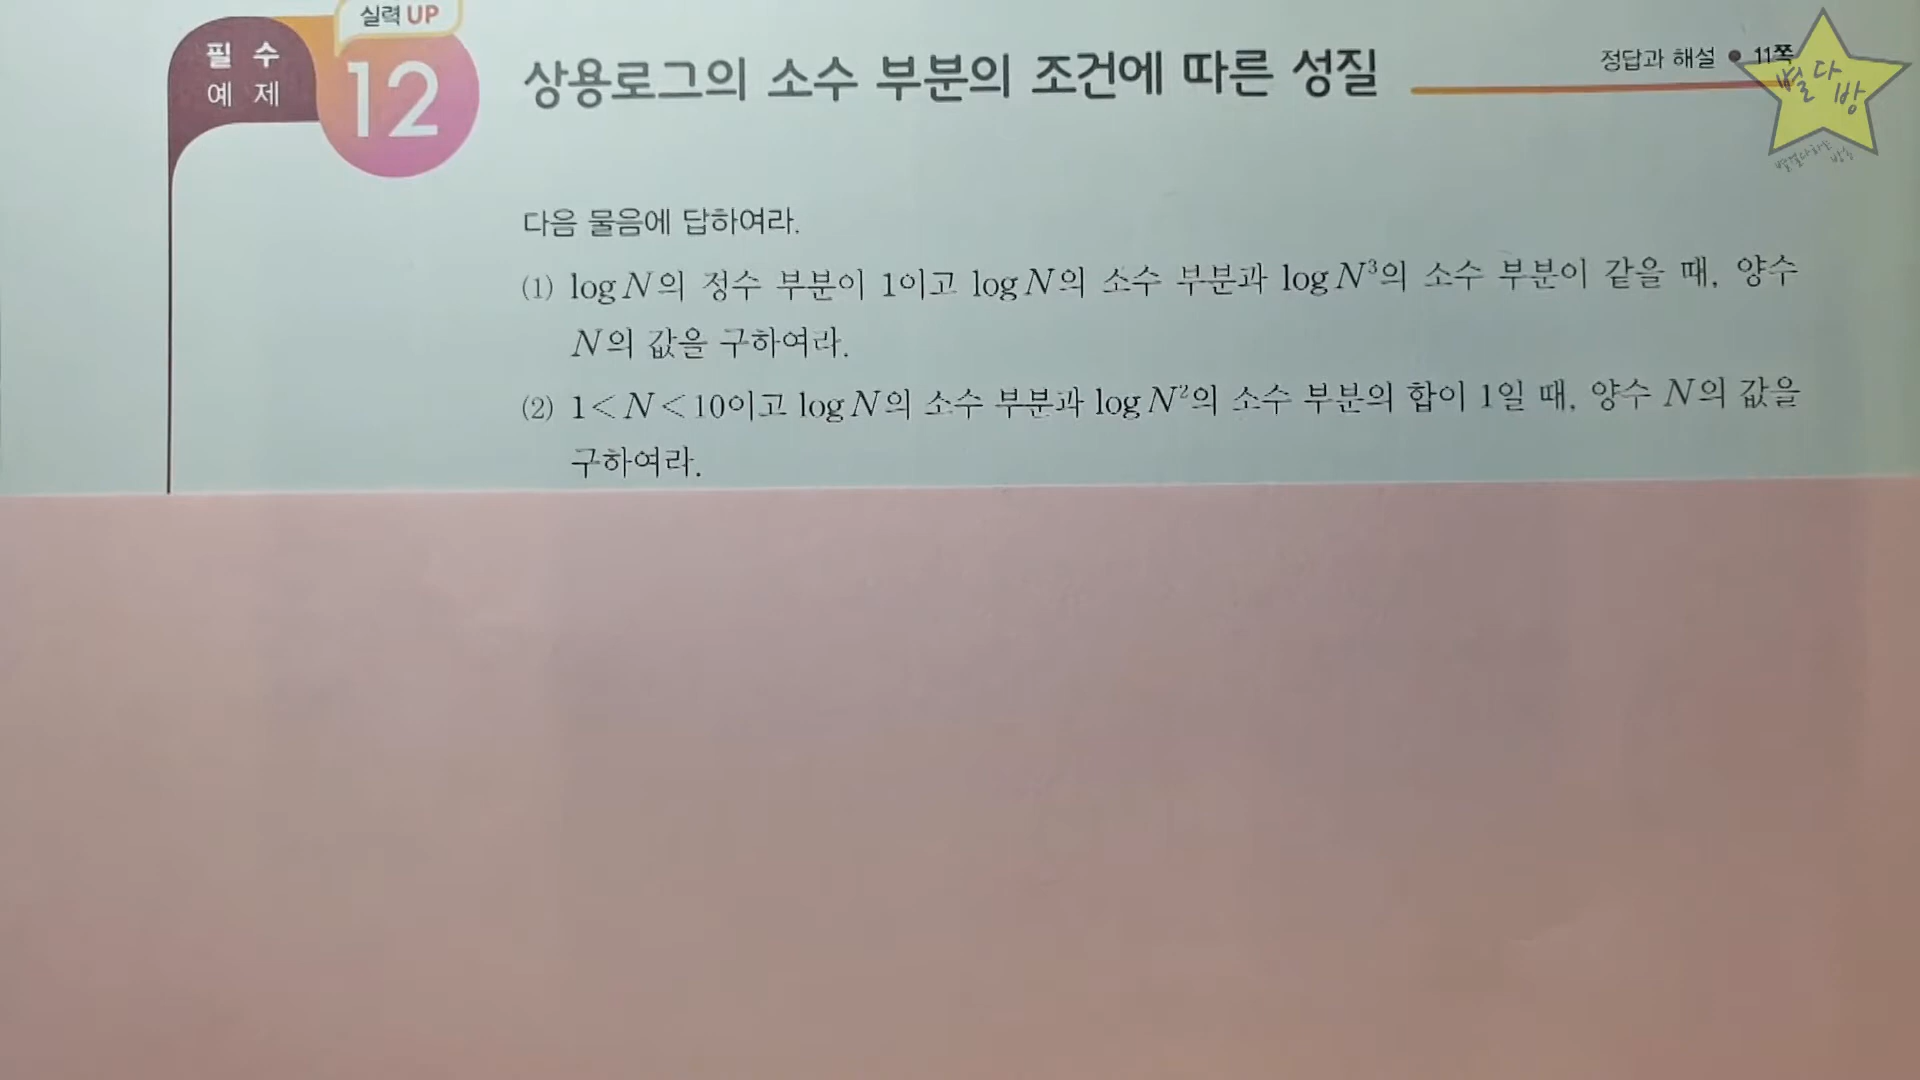 실력 UP
필 수
예 제
12
상용로그의 소수 부분의 조건에 따른 성질
정답과 해설 ● 11쪽
별다방
다음 물음에 답하여라.
(1) log N의 정수 부분이 1이고 log N의 소수 부분과 log N³의 소수 부분이 같을 때, 양수
N의 값을 구하여라.
(2) 1<N<10이고 log N의 소수 부분과 log N²의 소수 부분의 합이 1일 때, 양수 N의 값을
구하여라.